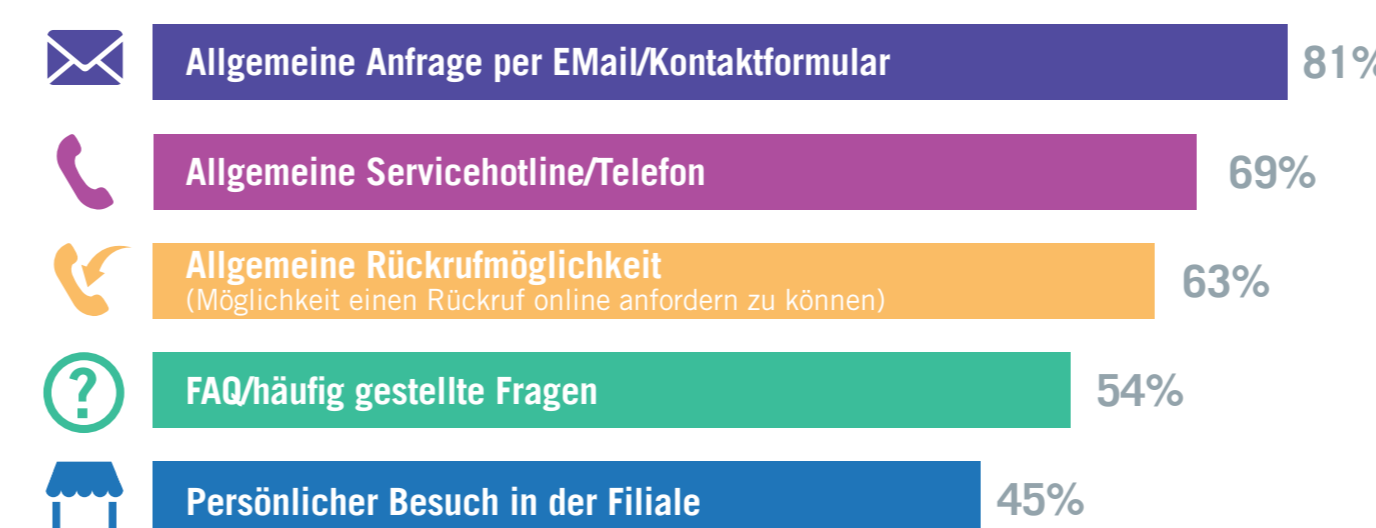 Allgemeine Anfrage per EMail/Kontaktformular 81%
Allgemeine Servicehotline/Telefon 69%
Allgemeine Rückrufmöglichkeit
(Möglichkeit einen Rückruf online anfordern zu können) 63%
FAQ/häufig gestellte Fragen 54%
Persönlicher Besuch in der Filiale 45%